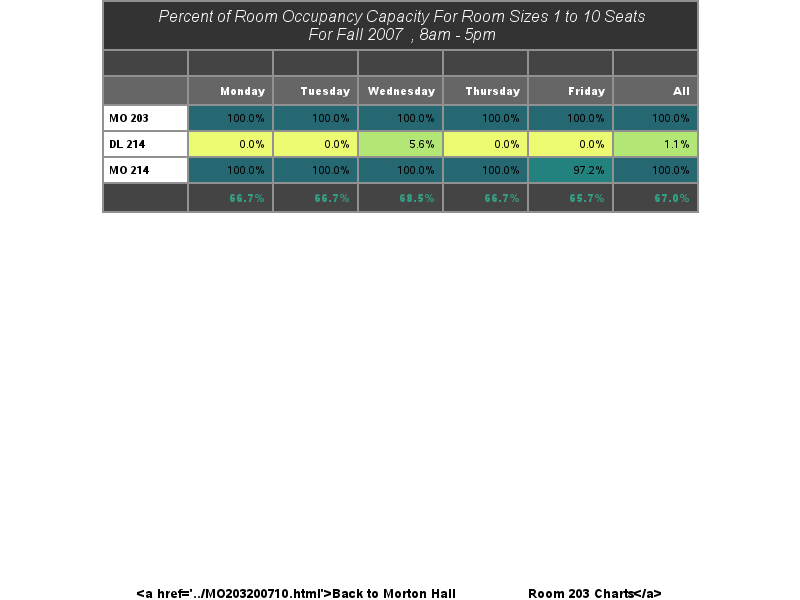 Percent of Room Occupancy Capacity For Room Sizes 1 to 10 Seats
For Fall 2007 , 8am - 5pm
Monday Tuesday Wednesday Thursday Friday All
MO 203 100.0% 100.0% 100.0% 100.0% 100.0% 100.0%
DL 214 0.0% 0.0% 5.6% 0.0% 0.0% 1.1%
MO 214 100.0% 100.0% 100.0% 100.0% 97.2% 100.0%
66.7% 66.7% 68.5% 66.7% 65.7% 67.0%
<a href='../MO203200710.html'>Back to Morton Hall Room 203 Charts</a>